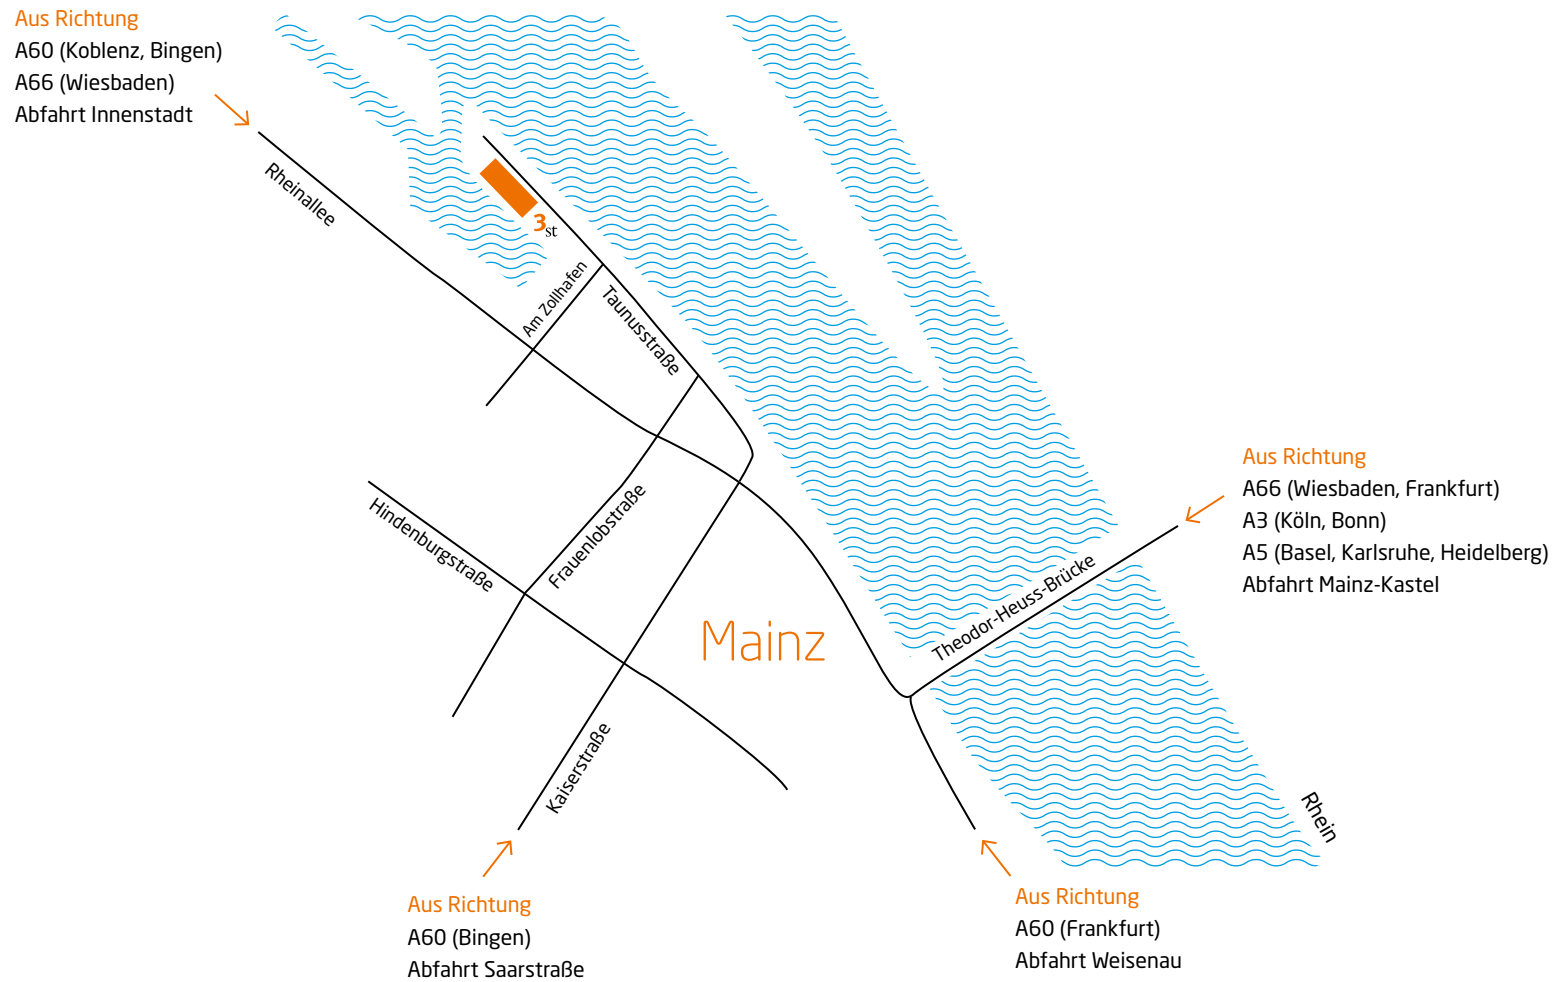 Aus Richtung
A60 (Koblenz, Bingen)
A66 (Wiesbaden)
Abfahrt Innenstadt
Rheinallee
3st
Am Zollhafen
Taunusstraße
Hindenburgstraße
Frauenlobstraße
Kaiserstraße
Mainz
Theodor-Heuss-Brücke
Aus Richtung
A66 (Wiesbaden, Frankfurt)
A3 (Köln, Bonn)
A5 (Basel, Karlsruhe, Heidelberg)
Abfahrt Mainz-Kastel
Rhein
Aus Richtung
A60 (Bingen)
Abfahrt Saarstraße
Aus Richtung
A60 (Frankfurt)
Abfahrt Weisenau